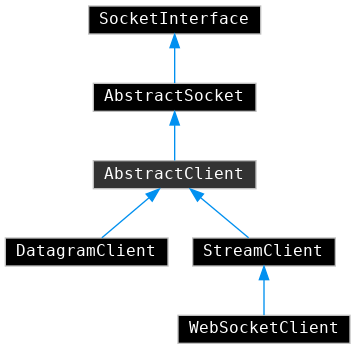 SocketInterface
AbstractSocket
AbstractClient
DatagramClient
StreamClient
WebSocketClient